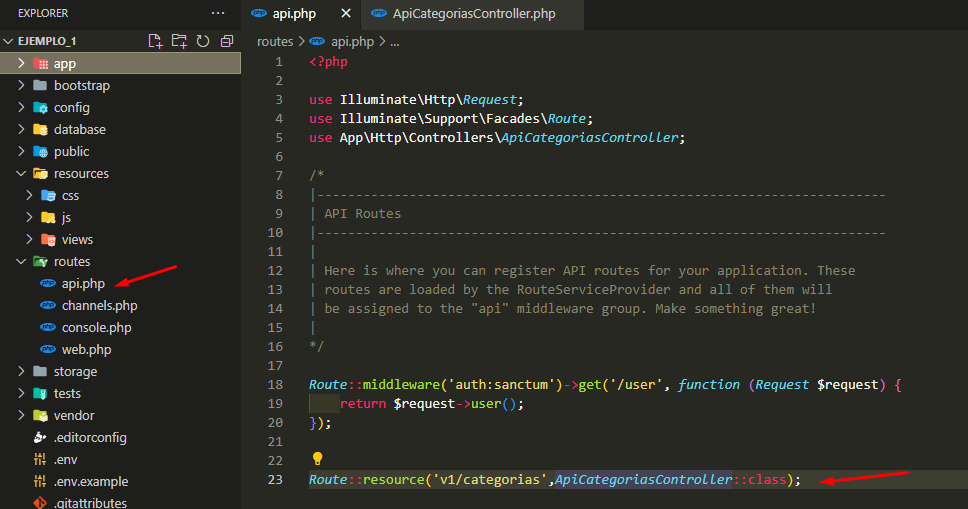 EXPLORER
···
api.php
ApiCategoriasController.php
EJEMPLO_1
routes > api.php > ...
app
bootstrap
config
database
public
resources
css
js
views
routes
api.php
channels.php
console.php
web.php
storage
tests
vendor
.editorconfig
.env
.env.example
.gitattributes
1 <?php
2
3 use Illuminate\Http\Request;
4 use Illuminate\Support\Facades\Route;
5 use App\Http\Controllers\ApiCategoriasController;
6
7 /*
8 |--------------------------------------------------------------------------
9 | API Routes
10 |--------------------------------------------------------------------------
11 |
12 | Here is where you can register API routes for your application. These
13 | routes are loaded by the RouteServiceProvider and all of them will
14 | be assigned to the "api" middleware group. Make something great!
15 |
16 */
17
18 Route::middleware('auth:sanctum')->get('/user', function (Request $request) {
19 return $request->user();
20 });
21
22
23 Route::resource('v1/categorias',ApiCategoriasController::class);